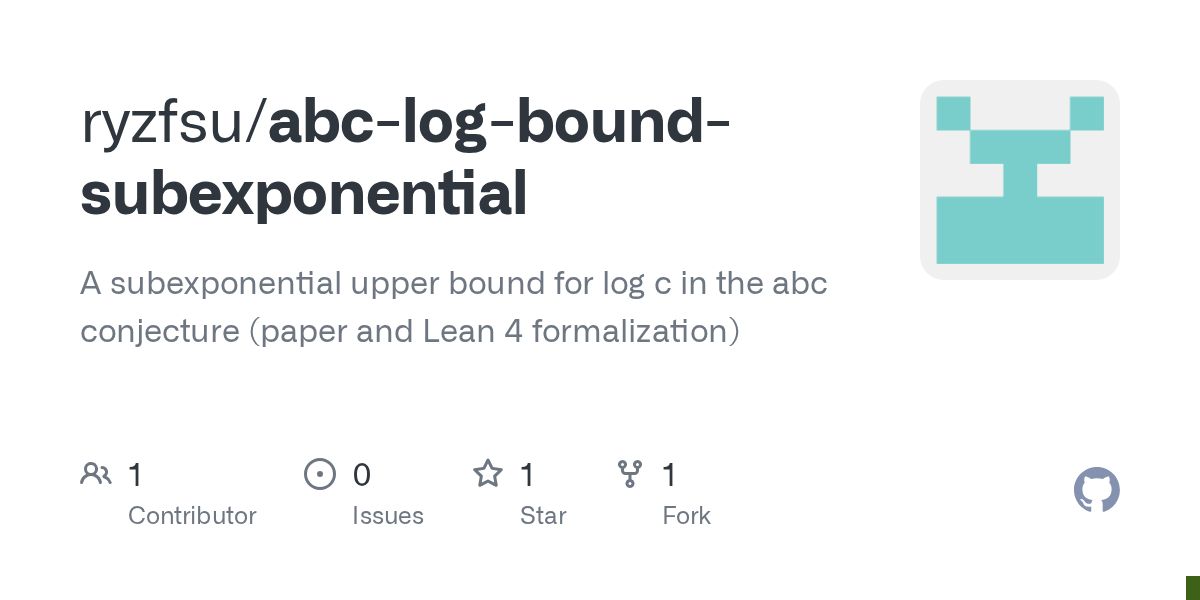 ryzfsu/abc-log-bound-
subexponential
A subexponential upper bound for log c in the abc
conjecture (paper and Lean 4 formalization)
1 0 1 1
Contributor Issues Star Fork